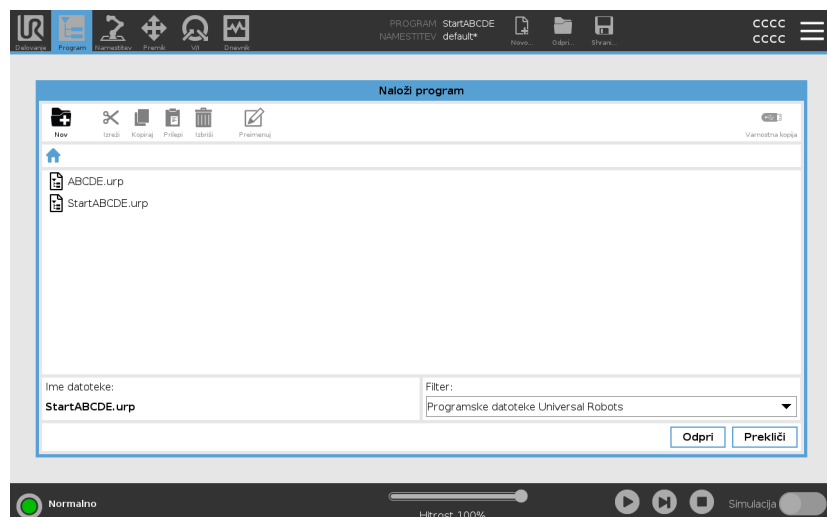 PROGRAM StartABCDE
NAMESTITEV default*
CCCC
CCCC
Delovanje Program Namestitev Premik V/I Dnevnik Novo... Odpri... Shrani...
Naloži program
Nov Izreži Kopiraj Prilepi Izbriši Preimenuj Varnostna kopija
ABCDE.urp
StartABCDE.urp
Ime datoteke: Filter:
StartABCDE.urp Programske datoteke Universal Robots
Odpri Prekliči
Normalno Hitrost 100% Simulacija